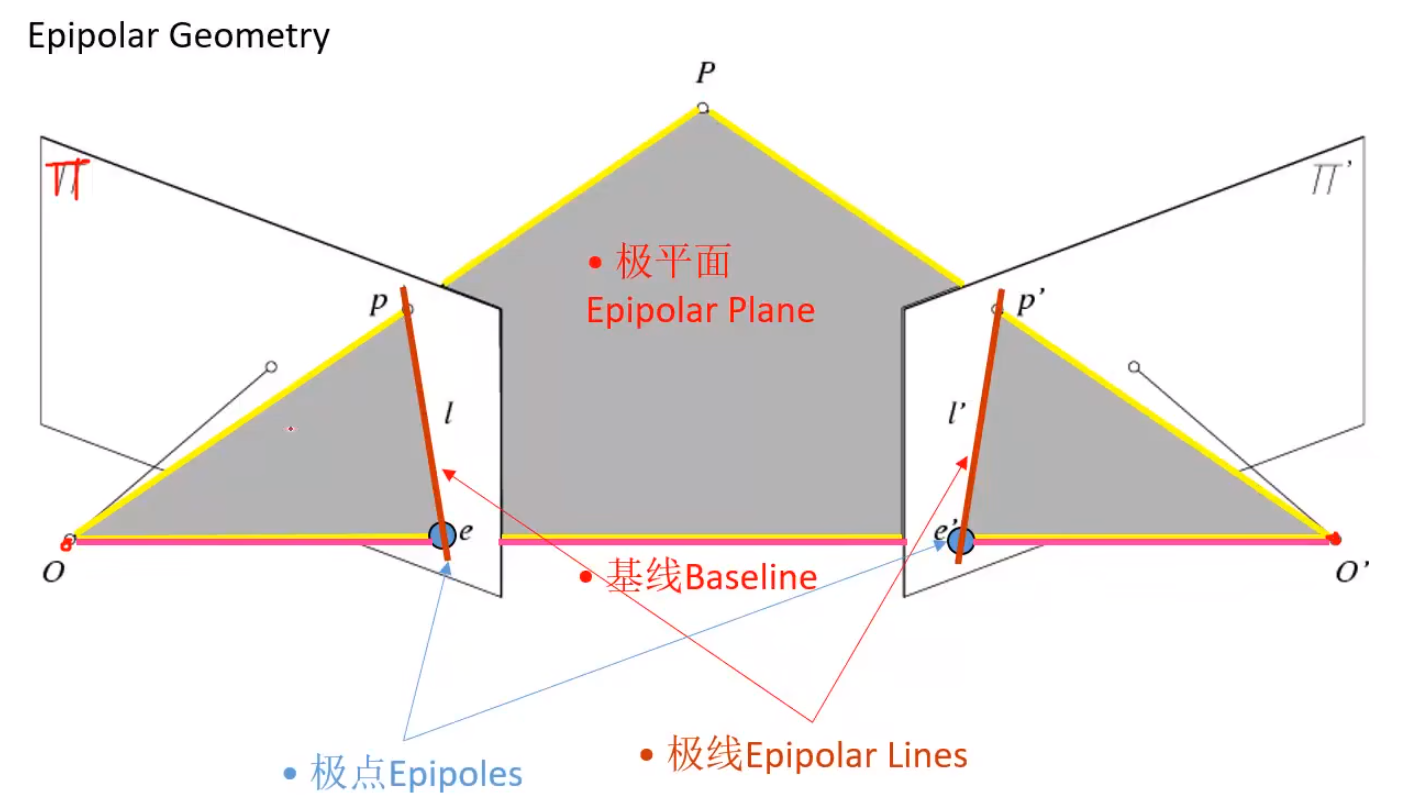 Epipolar Geometry
P
Π
Π’
• 极平面
Epipolar Plane
p
p’
l
l’
e
e’
O
O’
• 基线Baseline
• 极线Epipolar Lines
• 极点Epipoles